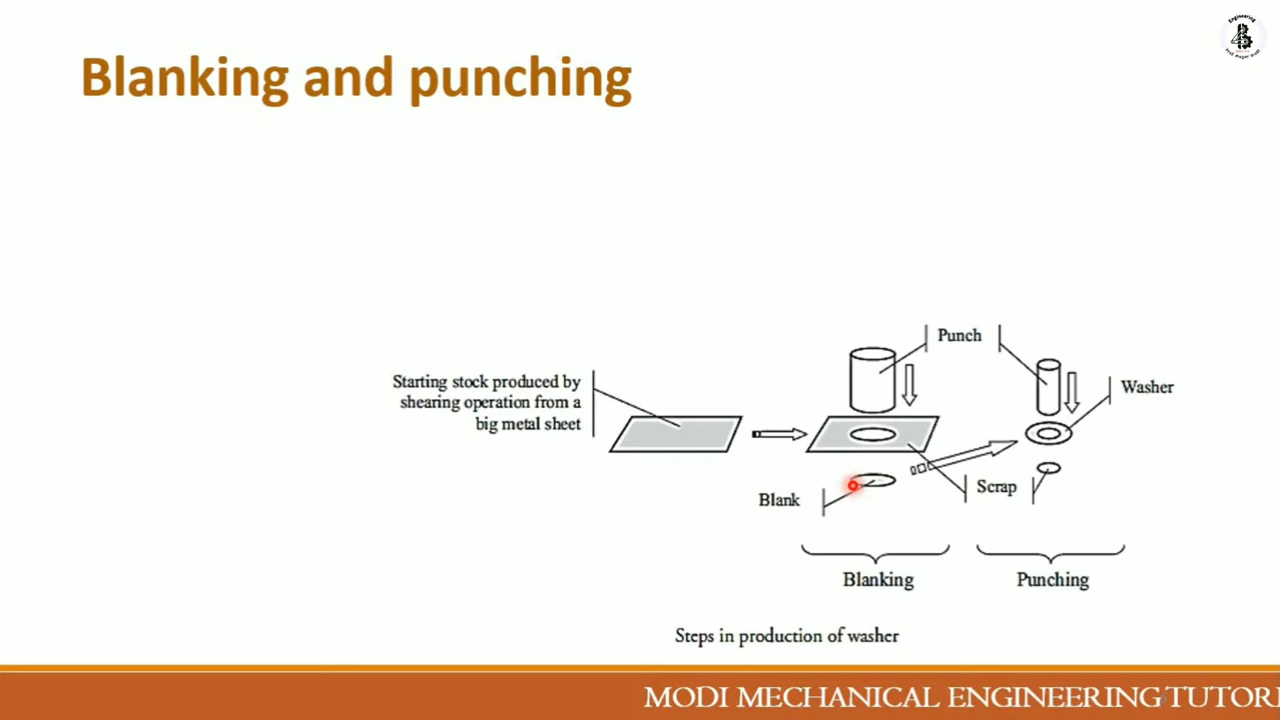 Engineering
Blanking and punching
Punch
Starting stock produced by
shearing operation from a
big metal sheet
Washer
Blank
Scrap
Blanking
Punching
Steps in production of washer
MODI MECHANICAL ENGINEERING TUTORI